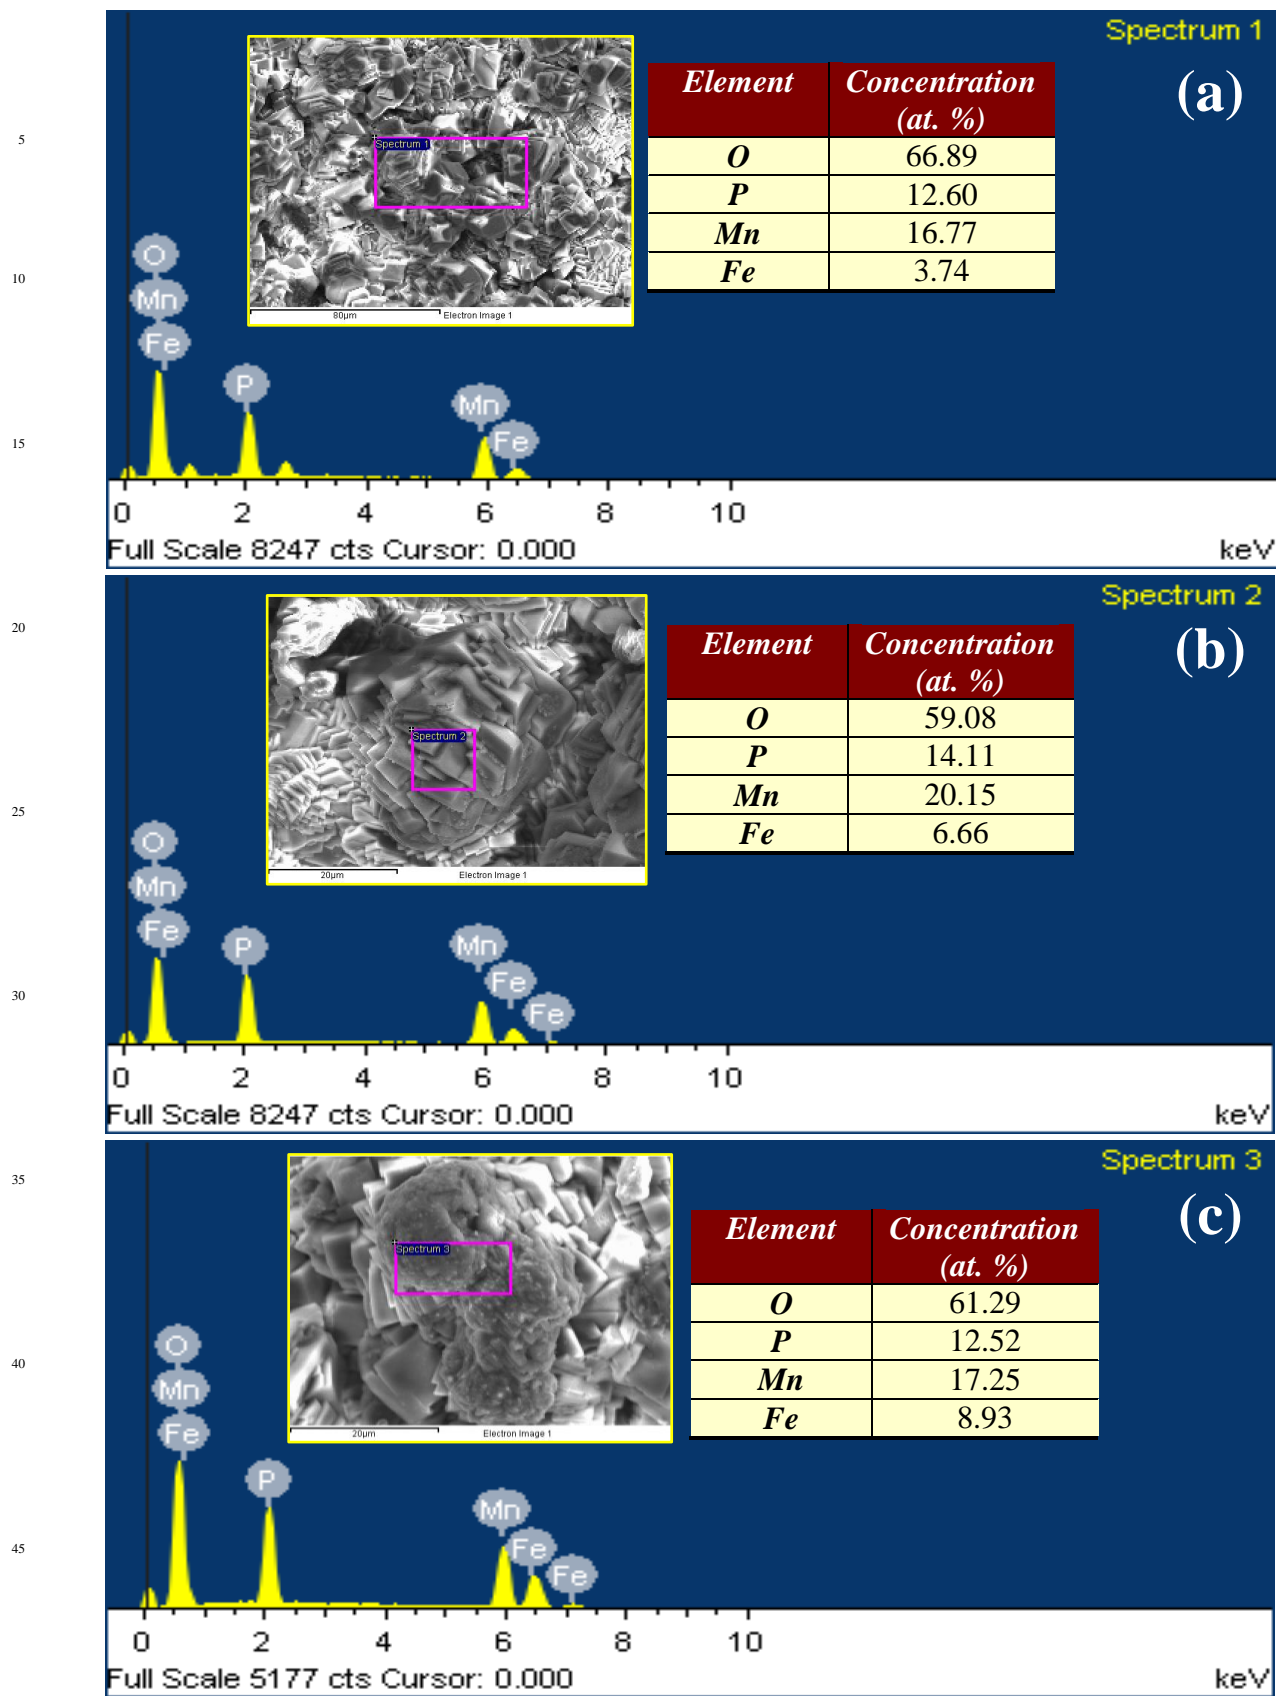 Spectrum 1
(a)
Element Concentration (at. %)
O 66.89
P 12.60
Mn 16.77
Fe 3.74
Spectrum 1
80µm Electron Image 1
5
10
15
O
Mn
Fe
P
Mn
Fe
0 2 4 6 8 10
Full Scale 8247 cts Cursor: 0.000 keV
Spectrum 2
(b)
Element Concentration (at. %)
O 59.08
P 14.11
Mn 20.15
Fe 6.66
Spectrum 2
20µm Electron Image 1
20
25
30
O
Mn
Fe
P
Mn
Fe
Fe
0 2 4 6 8 10
Full Scale 8247 cts Cursor: 0.000 keV
Spectrum 3
(c)
Element Concentration (at. %)
O 61.29
P 12.52
Mn 17.25
Fe 8.93
Spectrum 3
20µm Electron Image 1
35
40
45
O
Mn
Fe
P
Mn
Fe
Fe
0 2 4 6 8 10
Full Scale 5177 cts Cursor: 0.000 keV